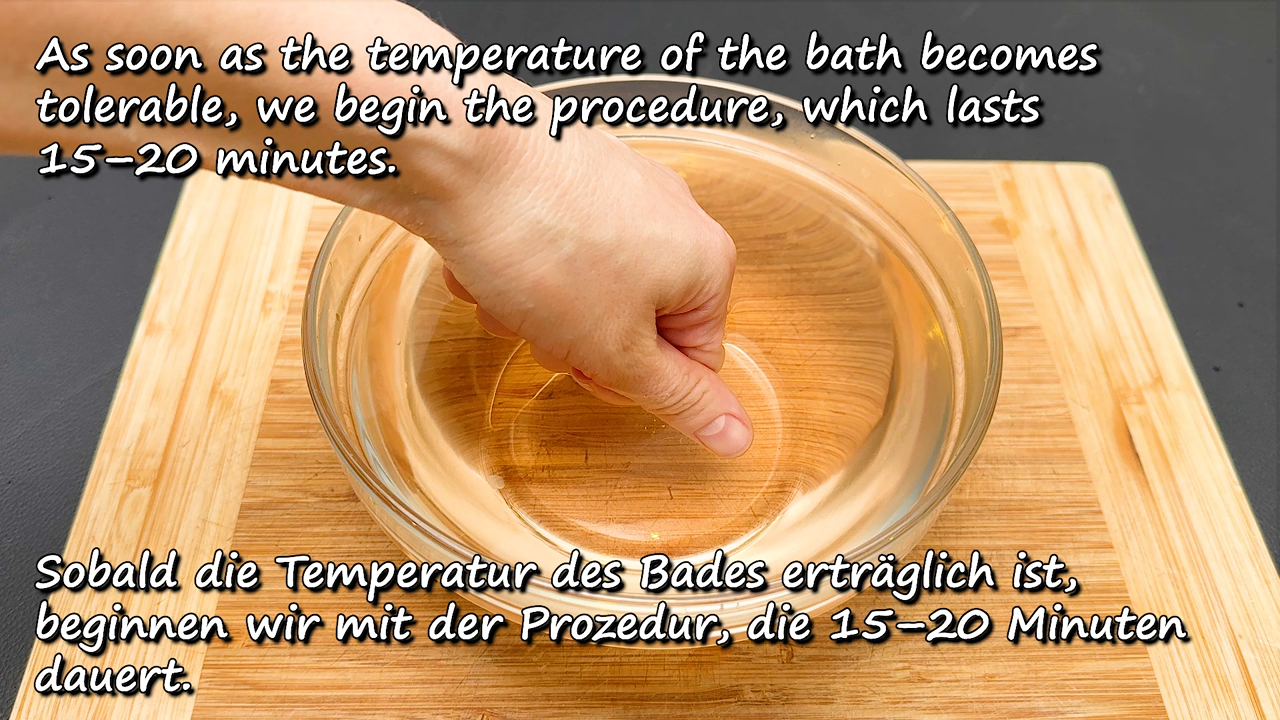 As soon as the temperature of the bath becomes
tolerable, we begin the procedure, which lasts
15–20 minutes.
Sobald die Temperatur des Bades erträglich ist,
beginnen wir mit der Prozedur, die 15–20 Minuten
dauert.